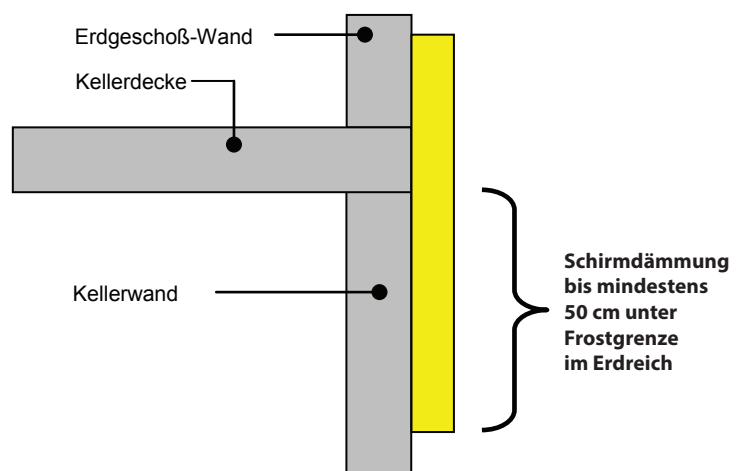 Erdgeschoß-Wand
Kellerdecke
Kellerwand
Schirmdämmung
bis mindestens
50 cm unter
Frostgrenze
im Erdreich